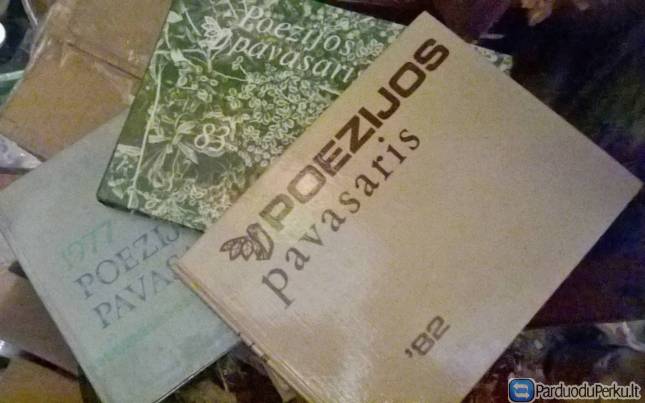 Poezijos
pavasaris
83
POEZIJOS
pavasaris
'82
1977
POEZIJ
PAVAS
ParduoduPerku.lt